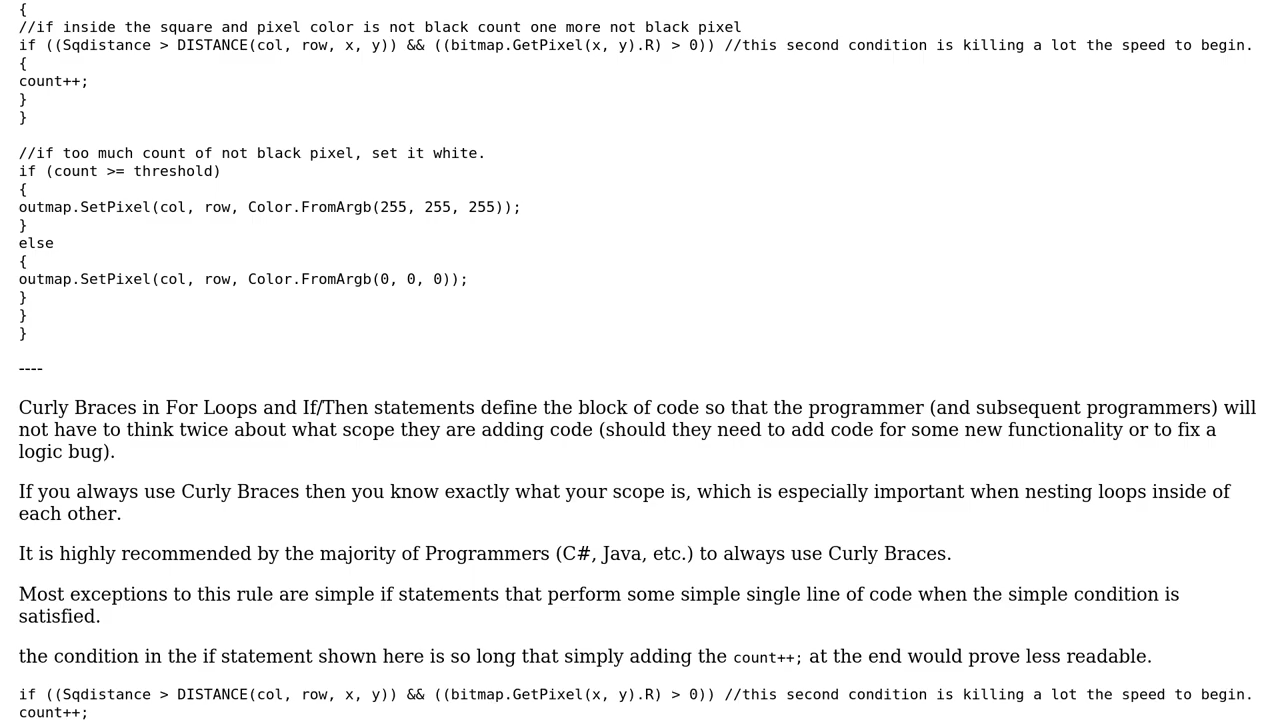 {
//if inside the square and pixel color is not black count one more not black pixel
if ((Sqdistance > DISTANCE(col, row, x, y)) && ((bitmap.GetPixel(x, y).R) > 0)) //this second condition is killing a lot the speed to begin.
{
count++;
}
}
//if too much count of not black pixel, set it white.
if (count >= threshold)
{
outmap.SetPixel(col, row, Color.FromArgb(255, 255, 255));
}
else
{
outmap.SetPixel(col, row, Color.FromArgb(0, 0, 0));
}
}
}
----
Curly Braces in For Loops and If/Then statements define the block of code so that the programmer (and subsequent programmers) will
not have to think twice about what scope they are adding code (should they need to add code for some new functionality or to fix a
logic bug).
If you always use Curly Braces then you know exactly what your scope is, which is especially important when nesting loops inside of
each other.
It is highly recommended by the majority of Programmers (C#, Java, etc.) to always use Curly Braces.
Most exceptions to this rule are simple if statements that perform some simple single line of code when the simple condition is
satisfied.
the condition in the if statement shown here is so long that simply adding the count++; at the end would prove less readable.
if ((Sqdistance > DISTANCE(col, row, x, y)) && ((bitmap.GetPixel(x, y).R) > 0)) //this second condition is killing a lot the speed to begin.
count++;